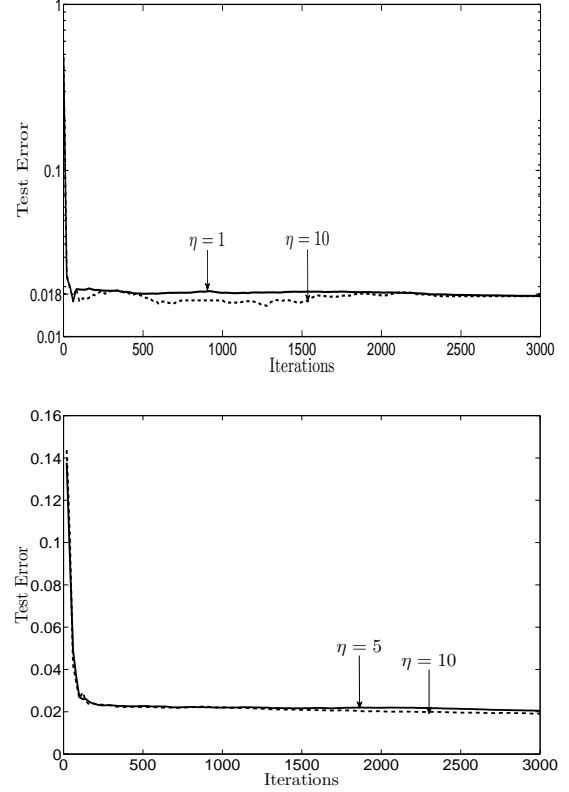 1
0.1
0.018
0.01
Test Error
η = 1
η = 10
0 500 1000 1500 2000 2500 3000
Iterations
0.16
0.14
0.12
0.1
0.08
0.06
0.04
0.02
0
Test Error
η = 5
η = 10
0 500 1000 1500 2000 2500 3000
Iterations